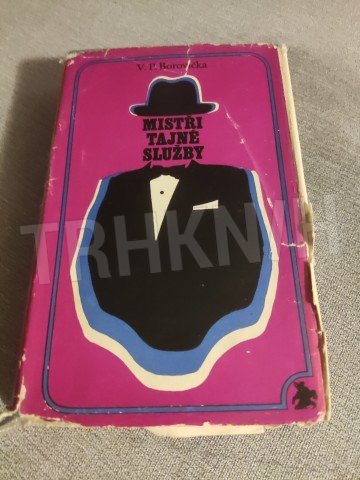 V. P. Borovička
MISTŘI
TAJNÉ
SLUŽBY
TRHKNIH